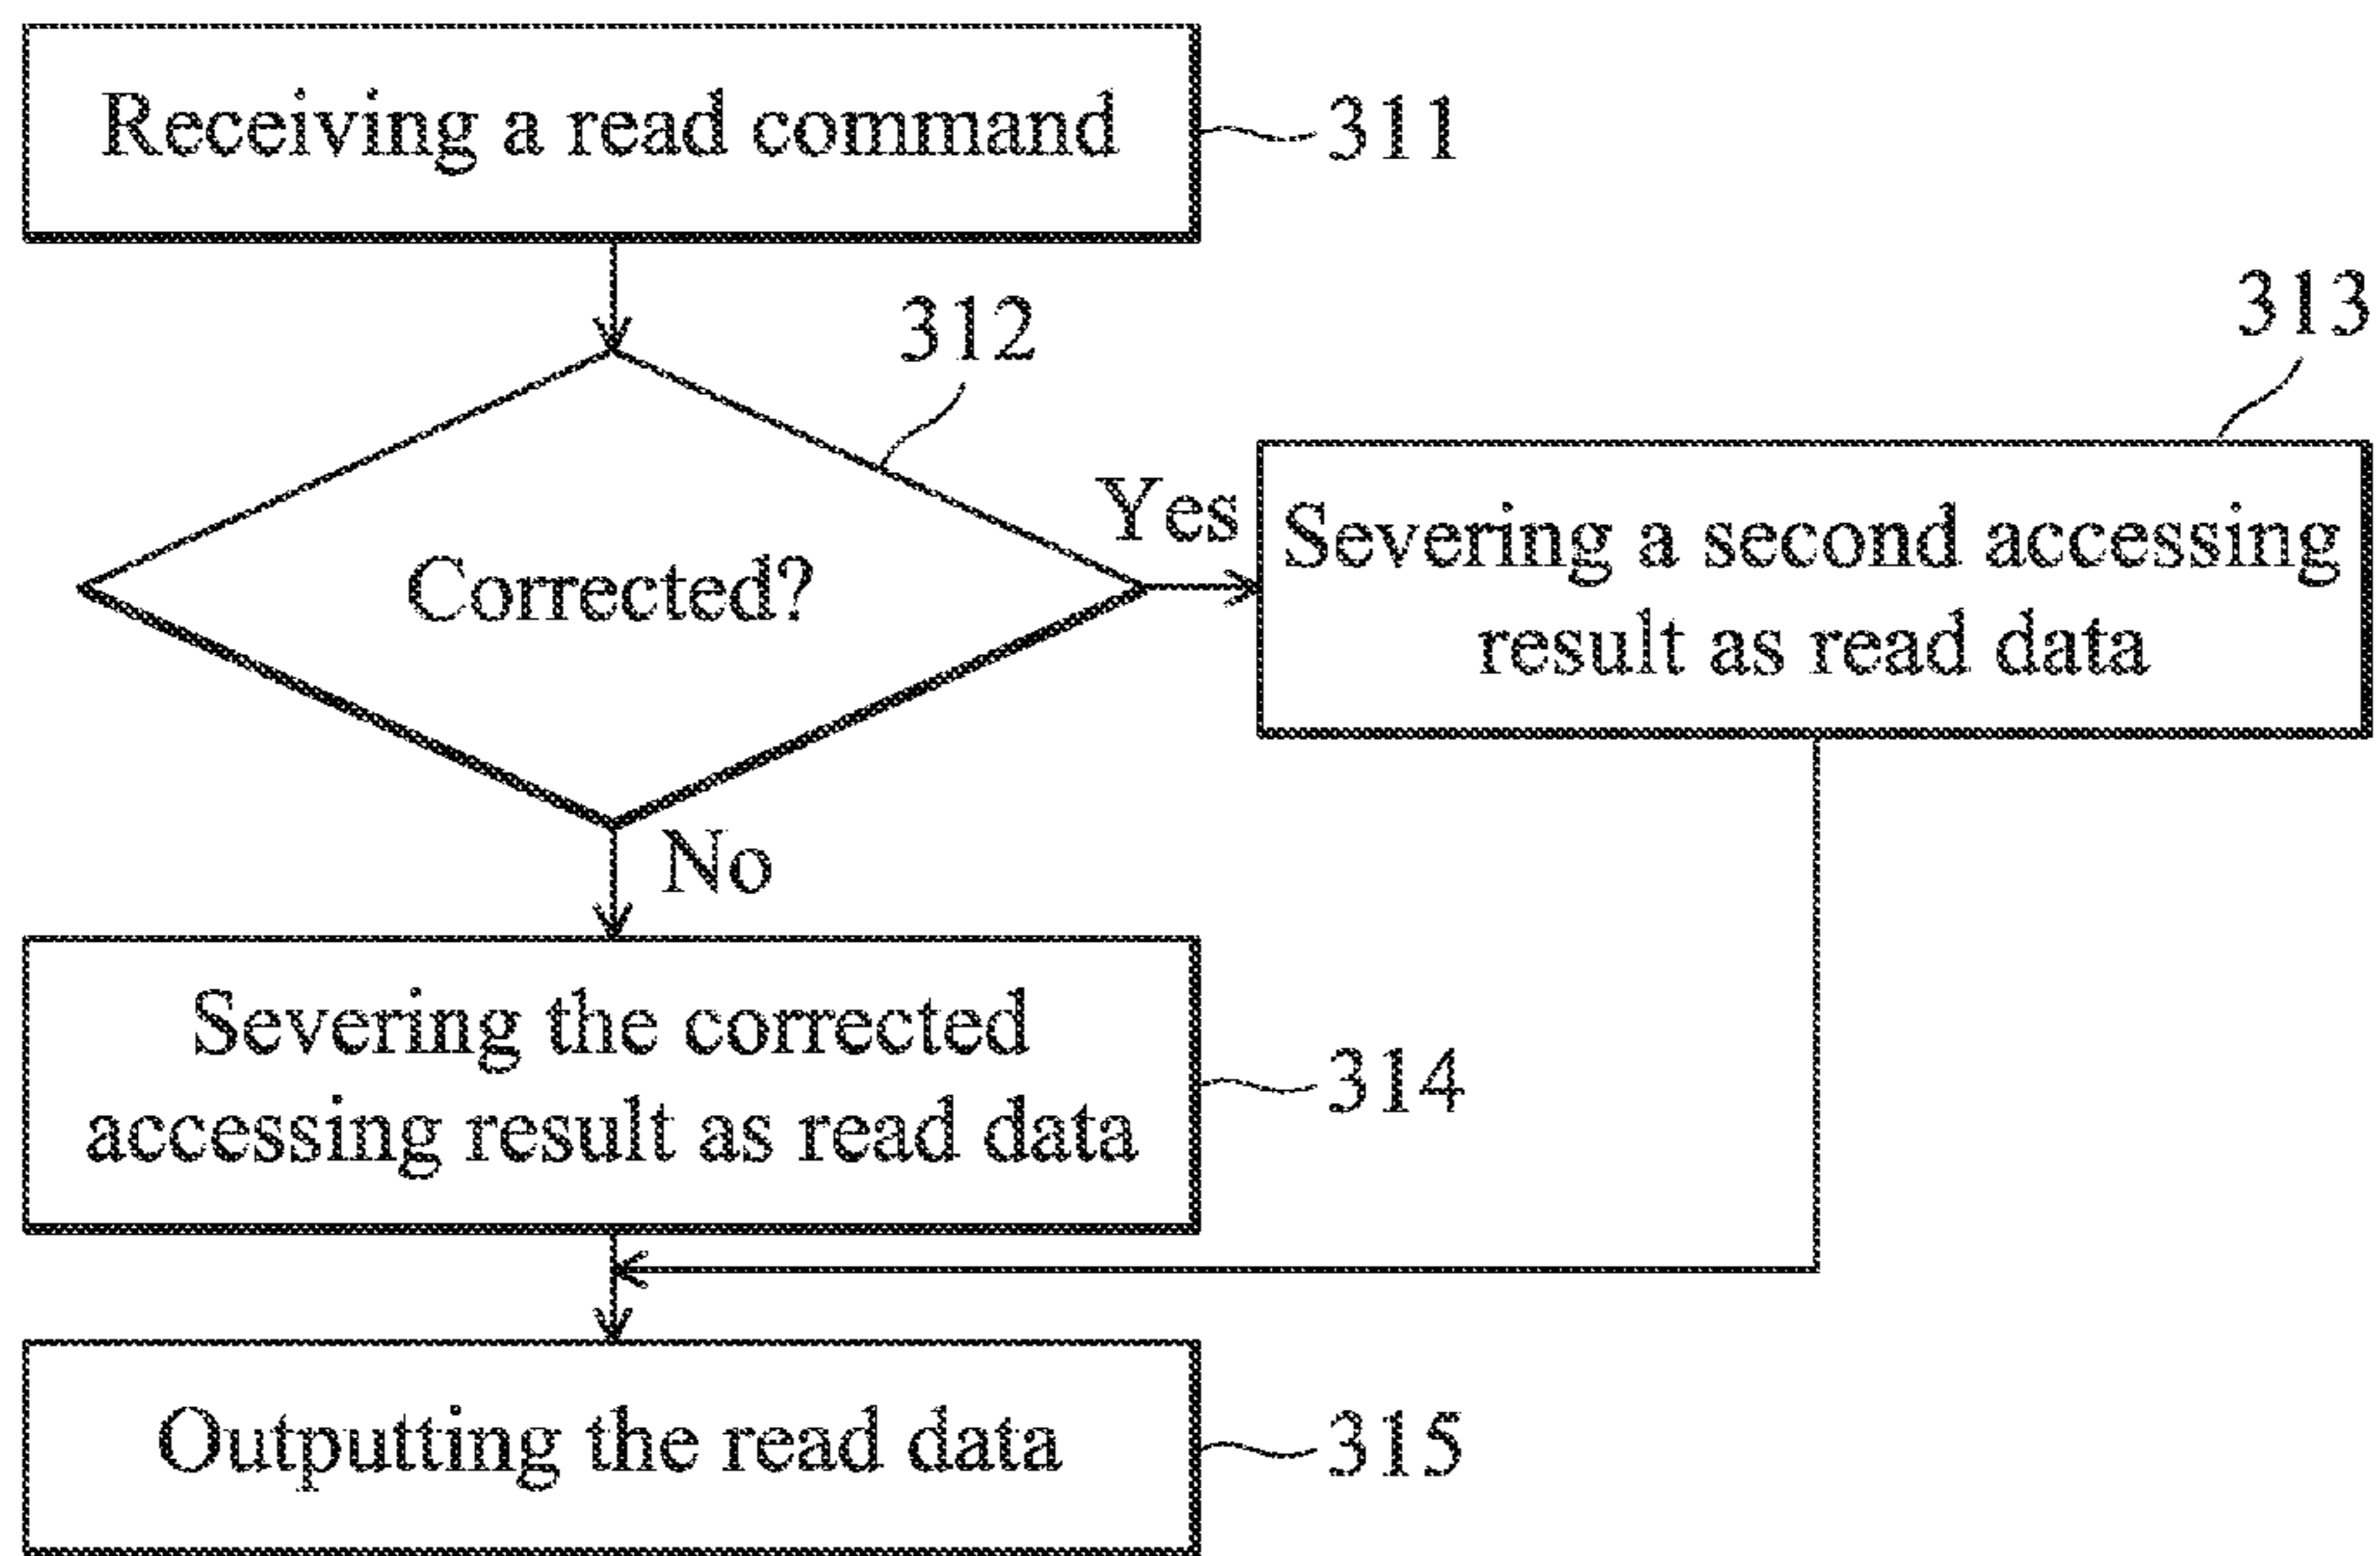 Receiving a read command
311
312
313
Corrected?
Yes
Severing a second accessing
result as read data
No
Severing the corrected
accessing result as read data
314
Outputting the read data
315